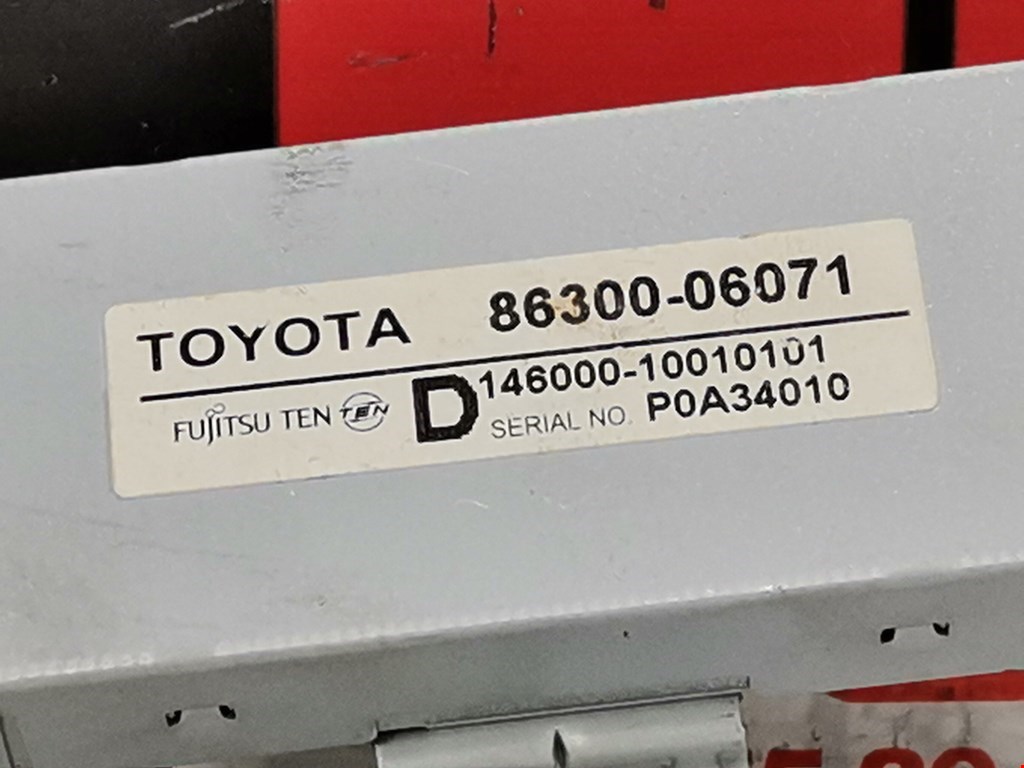 TOYOTA 86300-06071
FUJITSU TEN TEN D 146000-10010101
SERIAL NO. P0A34010